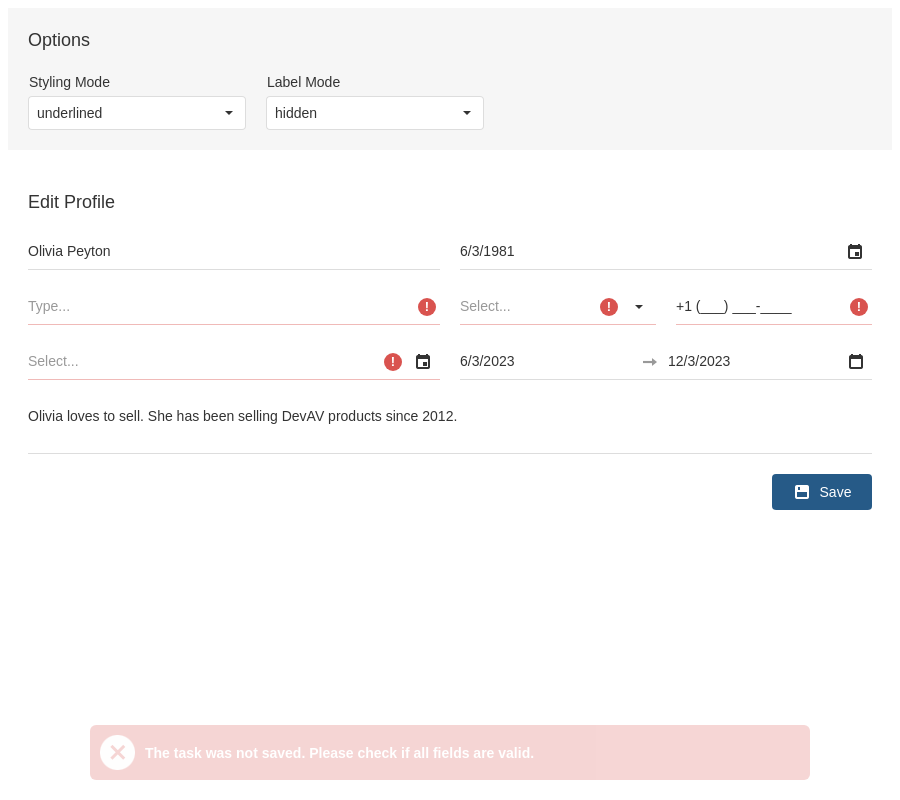 Options
Styling Mode Label Mode
underlined hidden
Edit Profile
Olivia Peyton 6/3/1981
Type... Select... +1 (___) ___-____
Select... 6/3/2023 12/3/2023
Olivia loves to sell. She has been selling DevAV products since 2012.
Save
The task was not saved. Please check if all fields are valid.